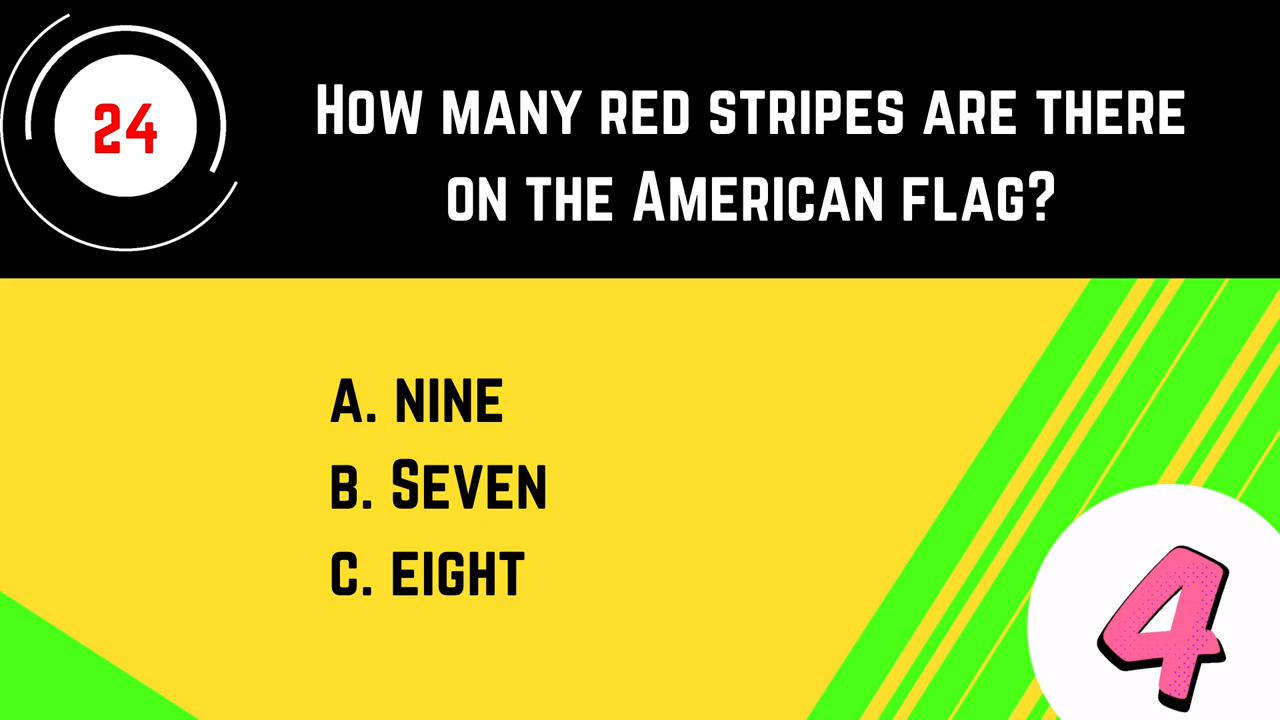 24
How many red stripes are there
on the American flag?
A. nine
B. Seven
C. eight
4